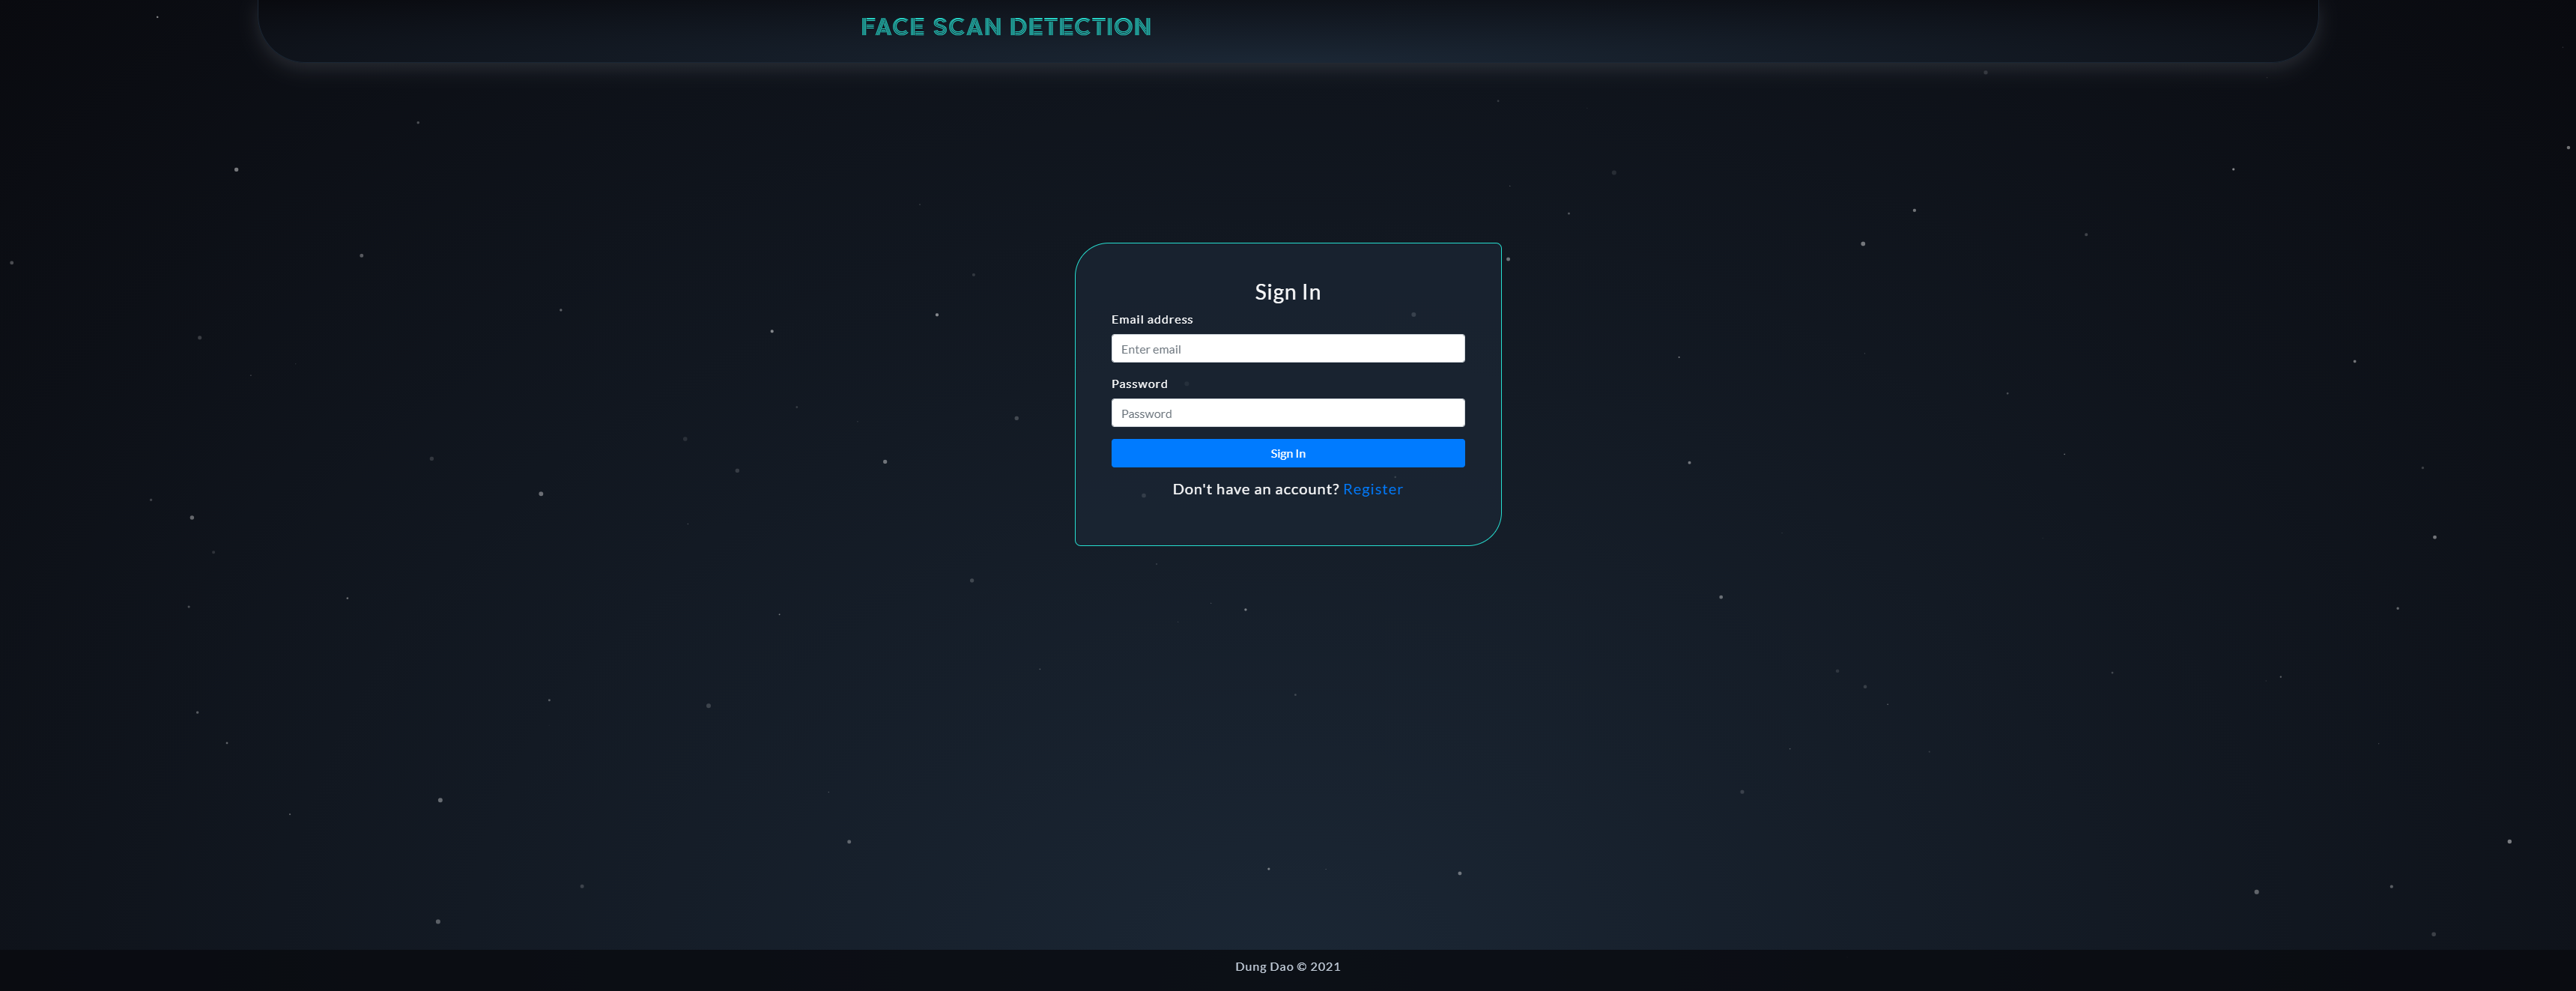 FACE SCAN DETECTION
Sign In
Email address
Enter email
Password
Password
Sign In
Don't have an account? Register
Dung Dao © 2021